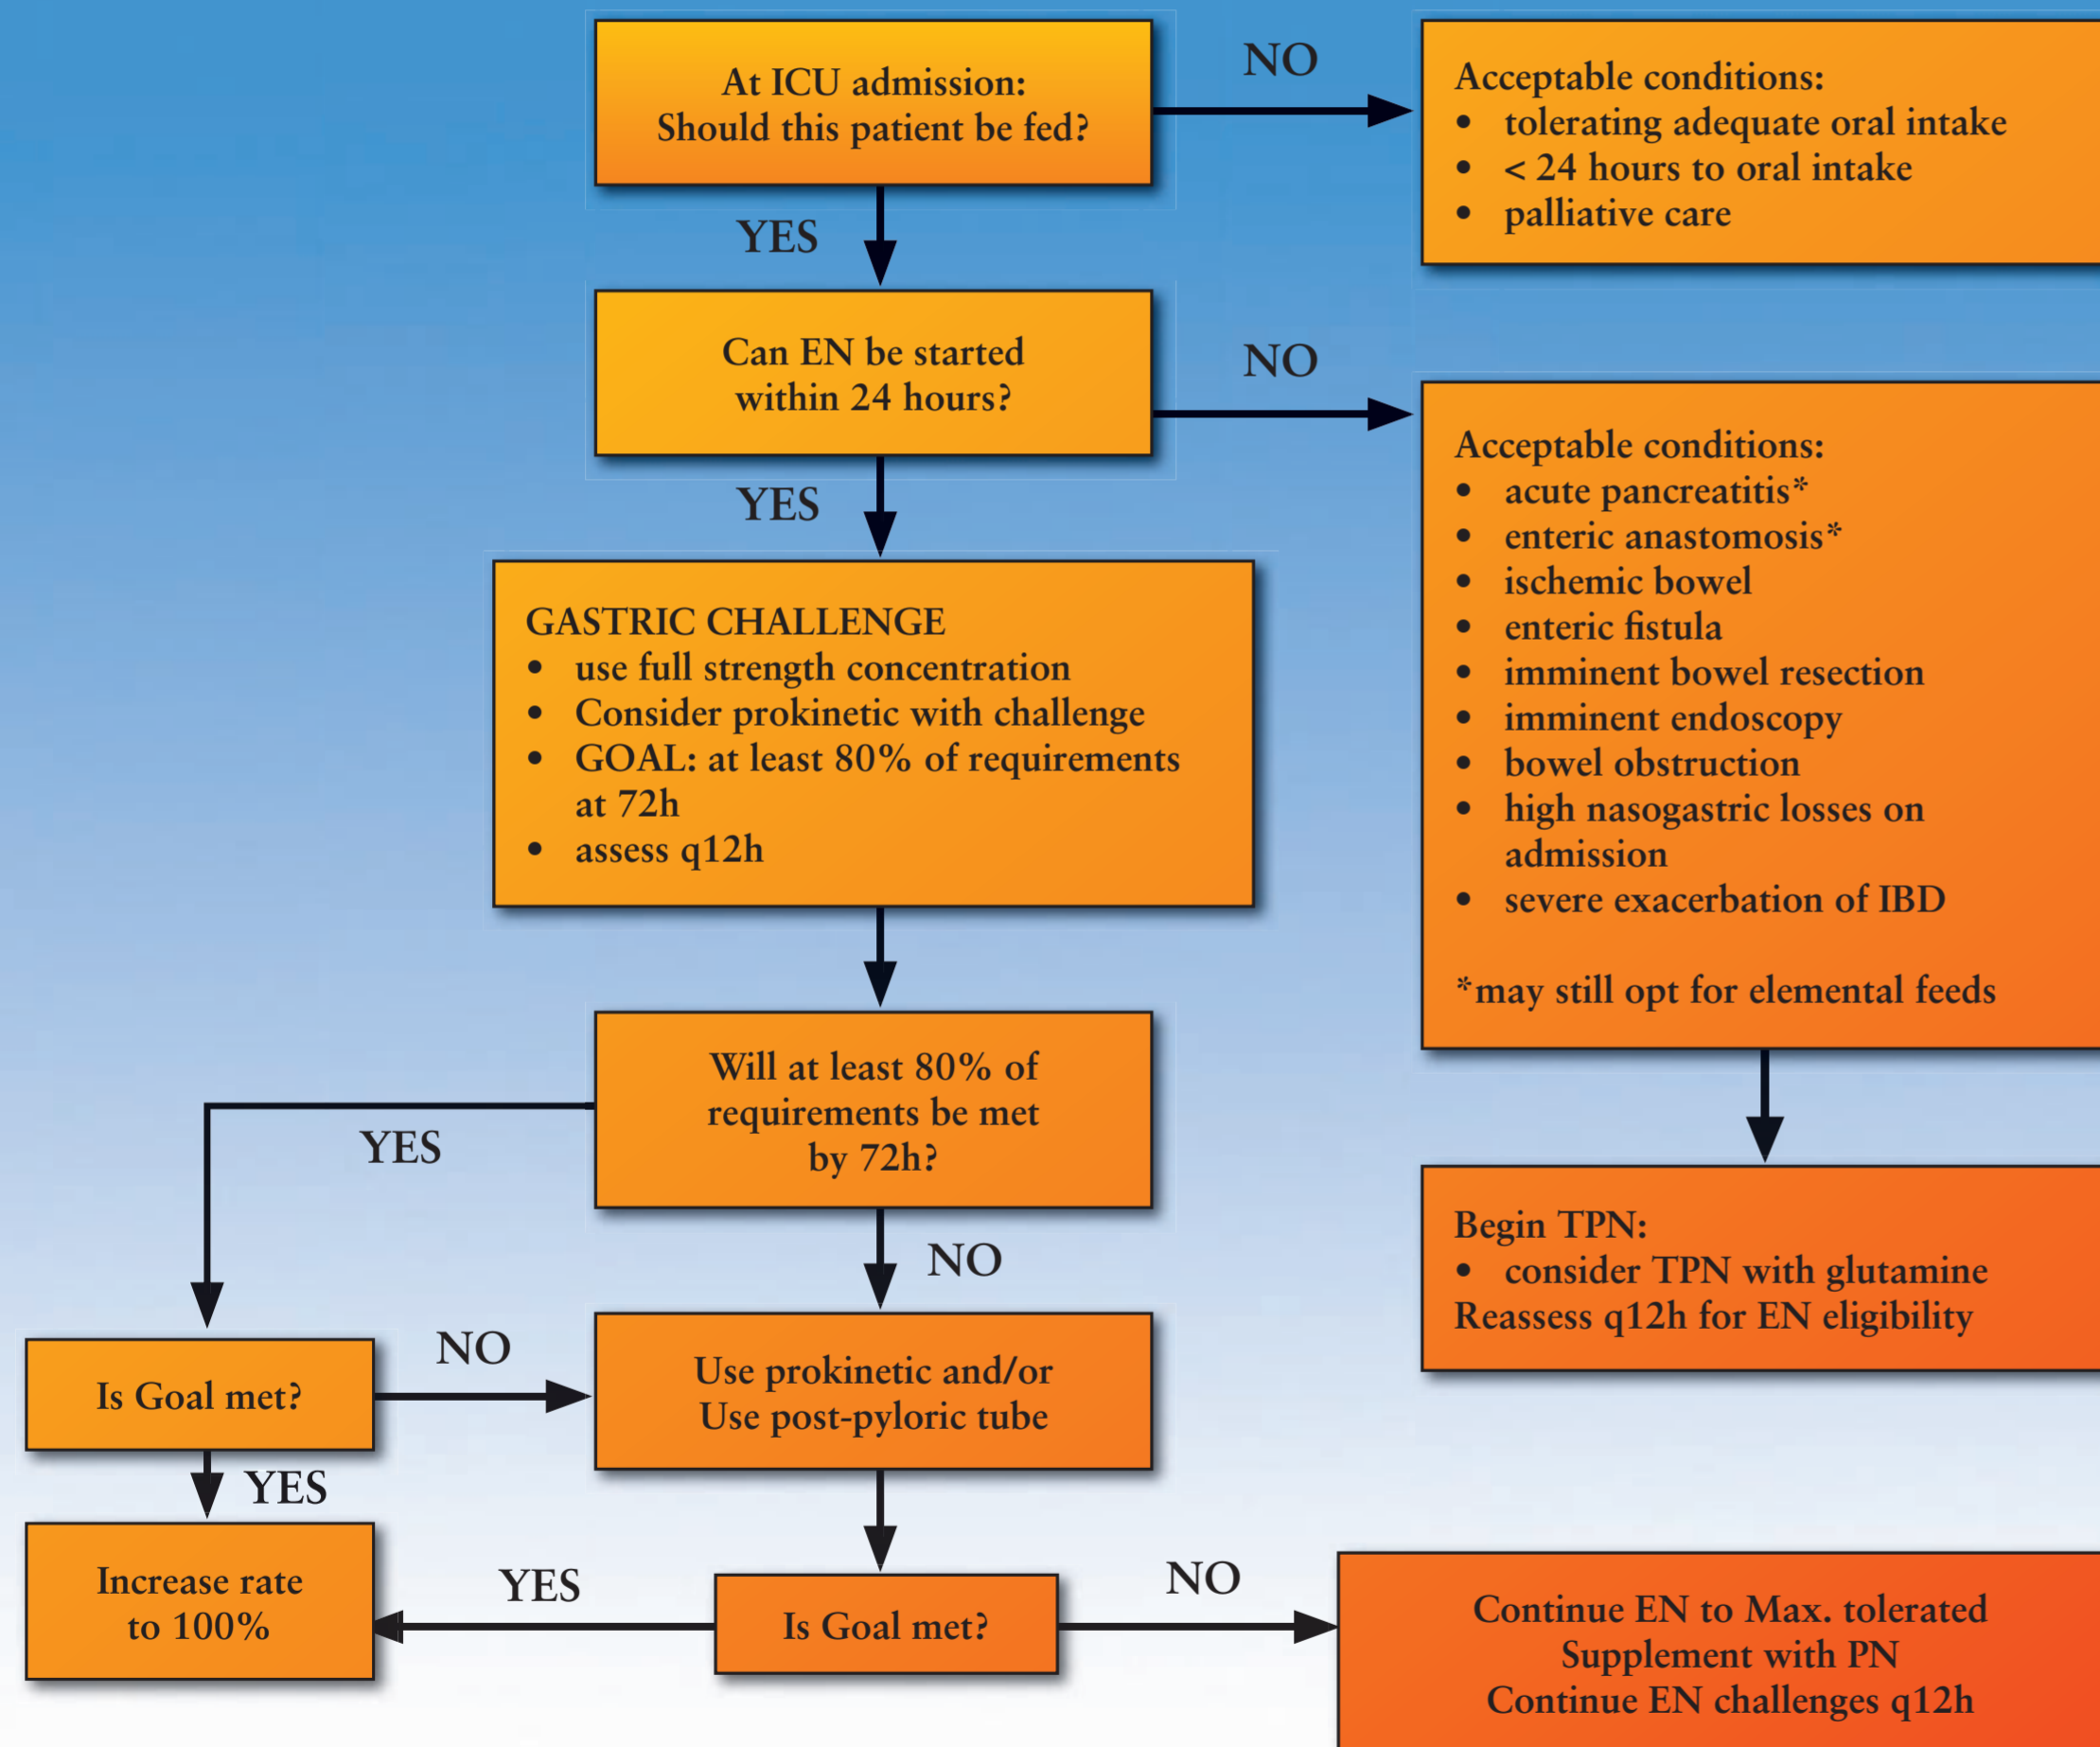 At ICU admission:
Should this patient be fed?
NO
Acceptable conditions:
• tolerating adequate oral intake
• < 24 hours to oral intake
• palliative care
YES
Can EN be started
within 24 hours?
NO
Acceptable conditions:
• acute pancreatitis*
• enteric anastomosis*
• ischemic bowel
• enteric fistula
• imminent bowel resection
• imminent endoscopy
• bowel obstruction
• high nasogastric losses on
admission
• severe exacerbation of IBD
*may still opt for elemental feeds
YES
GASTRIC CHALLENGE
• use full strength concentration
• Consider prokinetic with challenge
• GOAL: at least 80% of requirements
at 72h
• assess q12h
Will at least 80% of
requirements be met
by 72h?
YES
NO
Begin TPN:
• consider TPN with glutamine
Reassess q12h for EN eligibility
Is Goal met?
NO
Use prokinetic and/or
Use post-pyloric tube
YES
Increase rate
to 100%
YES
Is Goal met?
NO
Continue EN to Max. tolerated
Supplement with PN
Continue EN challenges q12h